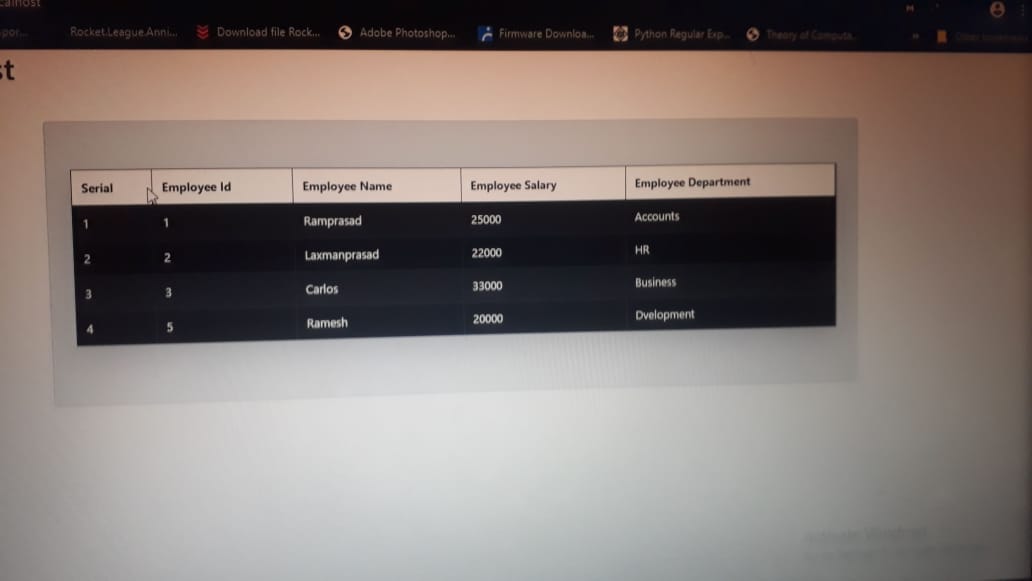 calhost
por... Rocket.League.Anni... Download file Rock... Adobe Photoshop... Firmware Downloa... Python Regular Exp... Theory of Computa... » Other bookmarks
st
Serial Employee Id Employee Name Employee Salary Employee Department
1 1 Ramprasad 25000 Accounts
2 2 Laxmanprasad 22000 HR
3 3 Carlos 33000 Business
4 5 Ramesh 20000 Dvelopment
Activate Windows